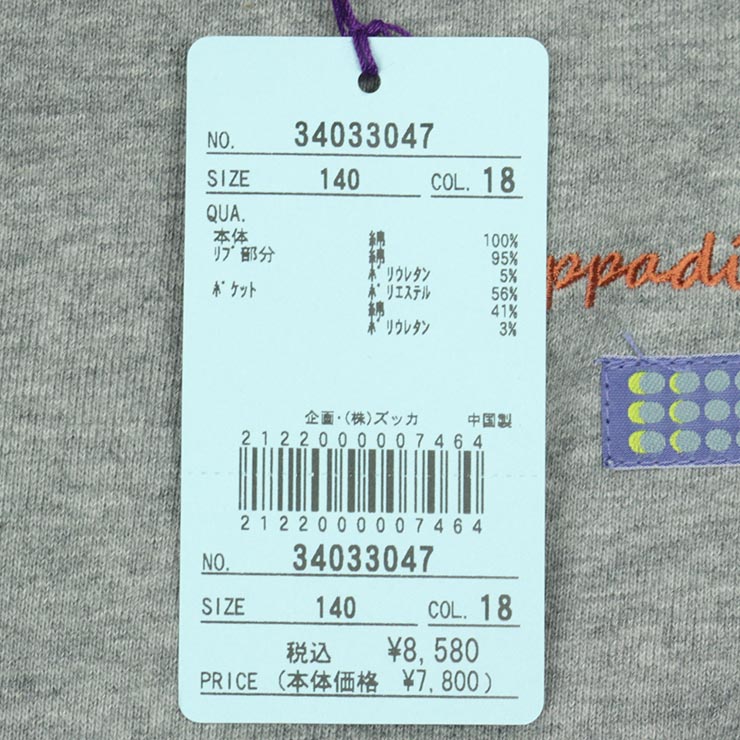 NO. 34033047
SIZE 140 COL. 18
QUA.
本体 綿 100%
ﾘﾌﾞ部分 綿 95%
ﾎﾟﾘｳﾚﾀﾝ 5%
ﾎﾟｹｯﾄ ﾎﾟﾘｴｽﾃﾙ 56%
綿 41%
ﾎﾟﾘｳﾚﾀﾝ 3%
ppadi
企画・(株)ズッカ 中国製
2122000007464
2122000007464
NO. 34033047
SIZE 140 COL. 18
税込 ¥8,580
PRICE (本体価格 ¥7,800)